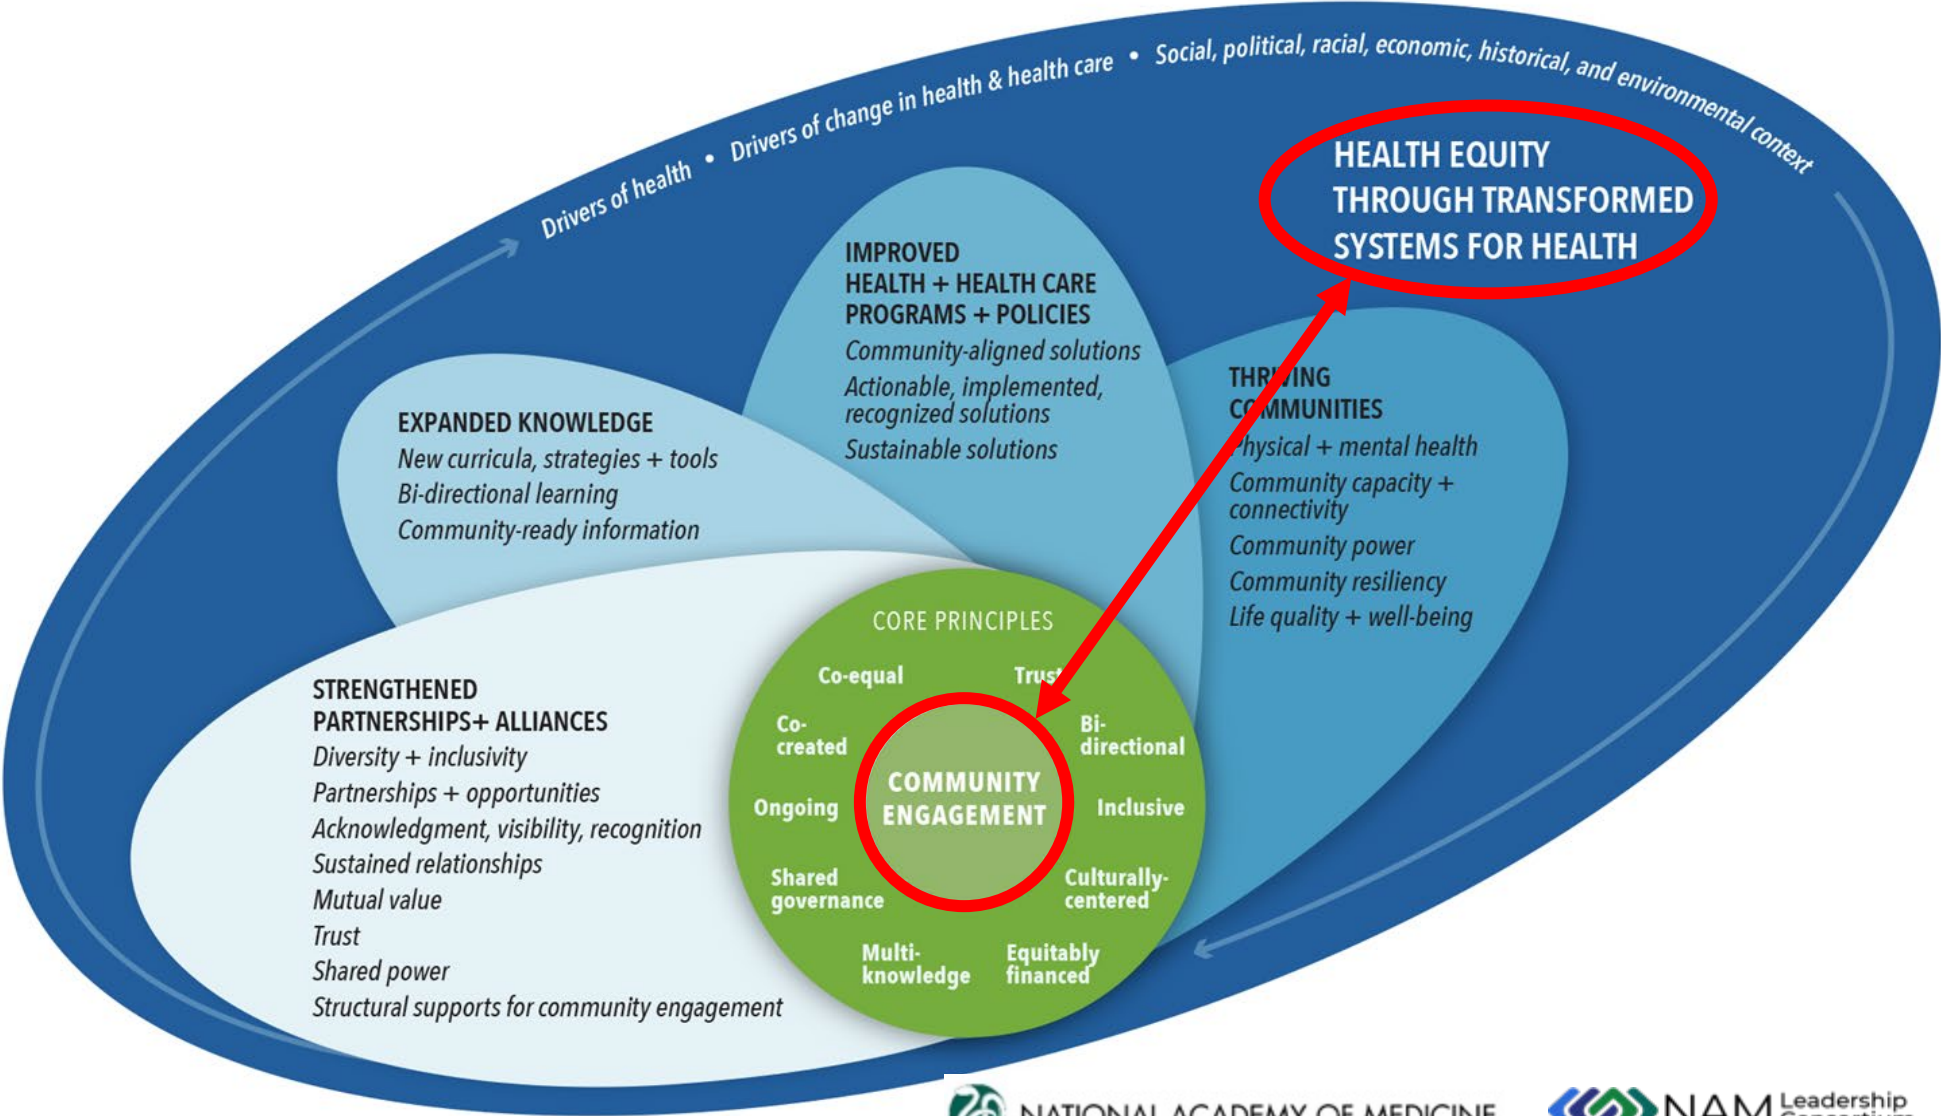 Drivers of health • Drivers of change in health & health care • Social, political, racial, economic, historical, and environmental context
HEALTH EQUITY
THROUGH TRANSFORMED
SYSTEMS FOR HEALTH
IMPROVED
HEALTH + HEALTH CARE
PROGRAMS + POLICIES
Community-aligned solutions
Actionable, implemented,
recognized solutions
Sustainable solutions
THRIVING
COMMUNITIES
Physical + mental health
Community capacity +
connectivity
Community power
Community resiliency
Life quality + well-being
EXPANDED KNOWLEDGE
New curricula, strategies + tools
Bi-directional learning
Community-ready information
STRENGTHENED
PARTNERSHIPS+ ALLIANCES
Diversity + inclusivity
Partnerships + opportunities
Acknowledgment, visibility, recognition
Sustained relationships
Mutual value
Trust
Shared power
Structural supports for community engagement
CORE PRINCIPLES
Co-equal
Trust
Co-
created
Bi-
directional
COMMUNITY
ENGAGEMENT
Ongoing
Inclusive
Shared
governance
Culturally-
centered
Multi-
knowledge
Equitably
financed
NATIONAL ACADEMY OF MEDICINE
NAM Leadership
Consortium